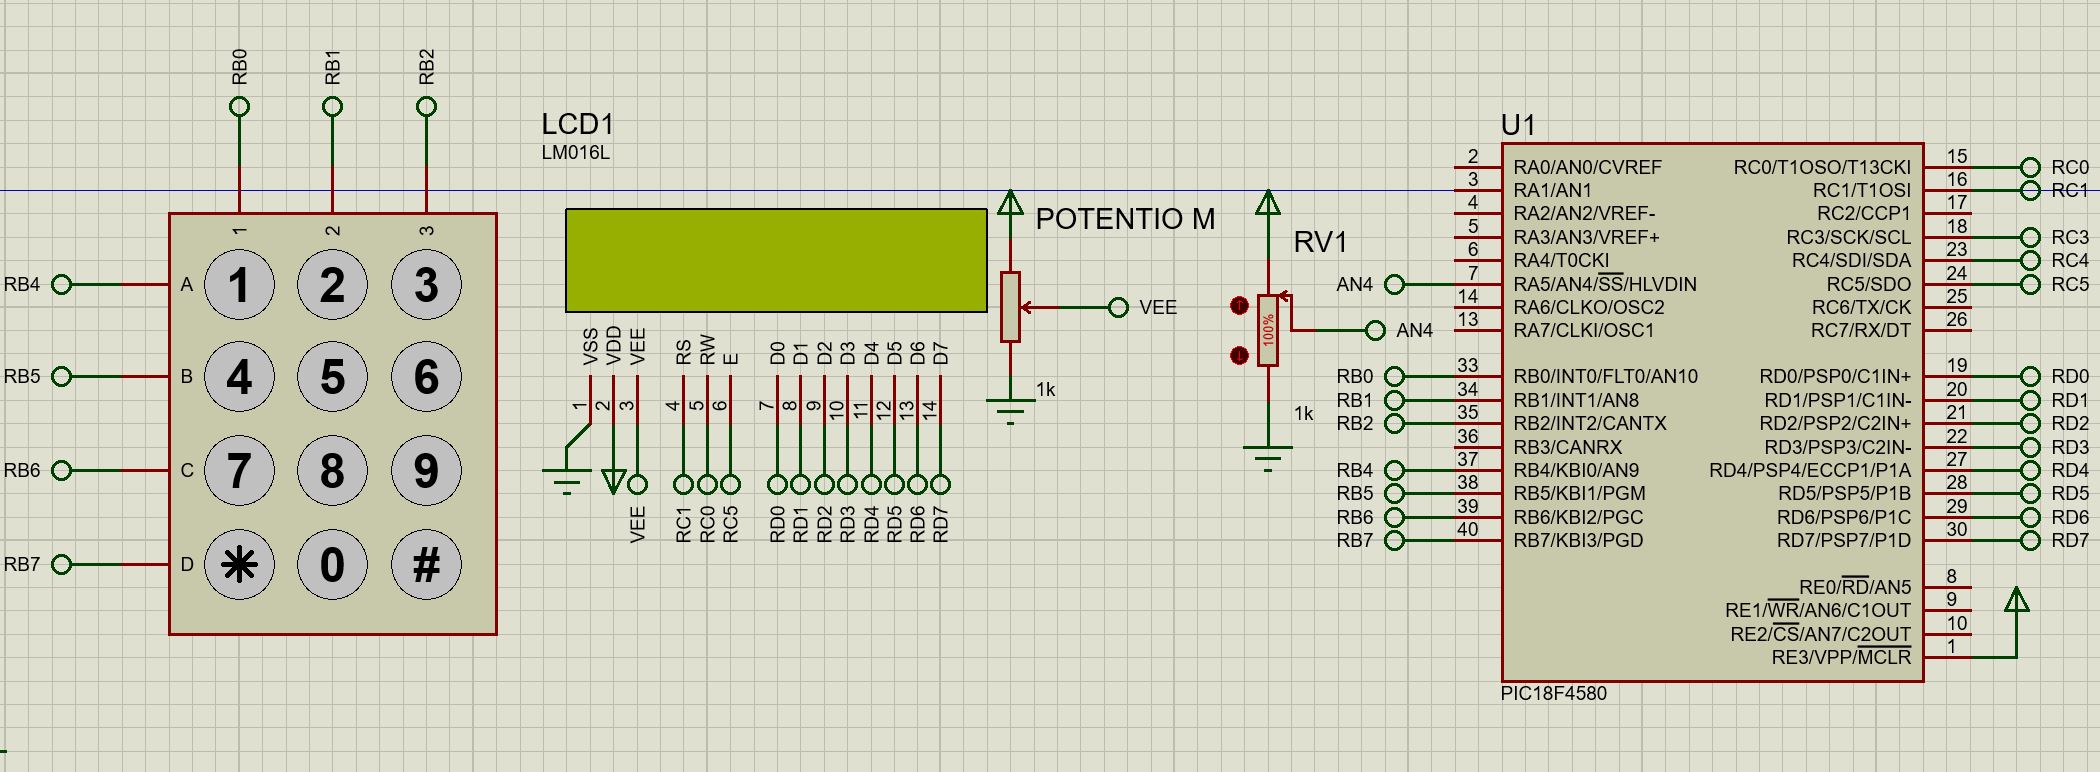 RB0 RB1 RB2
1 2 3
RB4 A 1 2 3
RB5 B 4 5 6
RB6 C 7 8 9
RB7 D * 0 #
LCD1
LM016L
VSS VDD VEE RS RW E D0 D1 D2 D3 D4 D5 D6 D7
1 2 3 4 5 6 7 8 9 10 11 12 13 14
VEE RC1 RC0 RC5 RD0 RD1 RD2 RD3 RD4 RD5 RD6 RD7
POTENTIO M
VEE
1k
RV1
100%
AN4
1k
U1
2 RA0/AN0/CVREF RC0/T1OSO/T13CKI 15 RC0
3 RA1/AN1 RC1/T1OSI 16 RC1
4 RA2/AN2/VREF- RC2/CCP1 17
5 RA3/AN3/VREF+ RC3/SCK/SCL 18 RC3
6 RA4/T0CKI RC4/SDI/SDA 23 RC4
AN4 7 RA5/AN4/SS/HLVDIN RC5/SDO 24 RC5
14 RA6/CLKO/OSC2 RC6/TX/CK 25
13 RA7/CLKI/OSC1 RC7/RX/DT 26
RB0 33 RB0/INT0/FLT0/AN10 RD0/PSP0/C1IN+ 19 RD0
RB1 34 RB1/INT1/AN8 RD1/PSP1/C1IN- 20 RD1
RB2 35 RB2/INT2/CANTX RD2/PSP2/C2IN+ 21 RD2
36 RB3/CANRX RD3/PSP3/C2IN- 22 RD3
RB4 37 RB4/KBI0/AN9 RD4/PSP4/ECCP1/P1A 27 RD4
RB5 38 RB5/KBI1/PGM RD5/PSP5/P1B 28 RD5
RB6 39 RB6/KBI2/PGC RD6/PSP6/P1C 29 RD6
RB7 40 RB7/KBI3/PGD RD7/PSP7/P1D 30 RD7
RE0/RD/AN5 8
RE1/WR/AN6/C1OUT 9
RE2/CS/AN7/C2OUT 10
RE3/VPP/MCLR 1
PIC18F4580